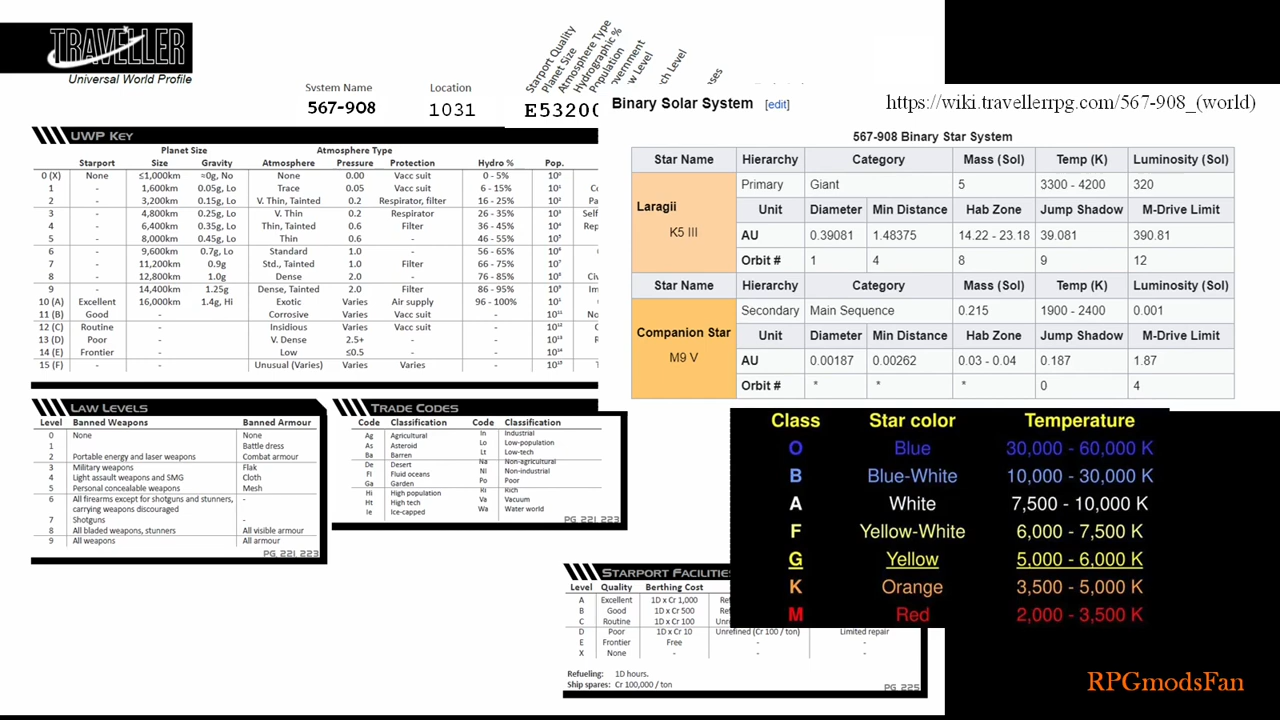 TRAVELLER
Universal World Profile
System Name
567-908
Location
1031
Starport Quality
Planet Size
Atmosphere Type
Hydrographic %
Population
E53200
Binary Solar System [edit]
https://wiki.travellerrpg.com/567-908_(world)
UWP Key
Planet Size Atmosphere Type
Starport Size Gravity Atmosphere Pressure Protection Hydro % Pop.
0 (X) None ≤1,000km ≈0g, No None 0.00 Vacc suit 0 - 5% 10⁰
1 - 1,600km 0.05g, Lo Trace 0.05 Vacc suit 6 - 15% 10¹
2 - 3,200km 0.15g, Lo V. Thin, Tainted 0.2 Respirator, filter 16 - 25% 10²
3 - 4,800km 0.25g, Lo V. Thin 0.2 Respirator 26 - 35% 10³
4 - 6,400km 0.35g, Lo Thin, Tainted 0.6 Filter 36 - 45% 10⁴
5 - 8,000km 0.45g, Lo Thin 0.6 - 46 - 55% 10⁵
6 - 9,600km 0.7g, Lo Standard 1.0 - 56 - 65% 10⁶
7 - 11,200km 0.9g Std., Tainted 1.0 Filter 66 - 75% 10⁷
8 - 12,800km 1.0g Dense 2.0 - 76 - 85% 10⁸
9 - 14,400km 1.25g Dense, Tainted 2.0 Filter 86 - 95% 10⁹
10 (A) Excellent 16,000km 1.4g, Hi Exotic Varies Air supply 96 - 100%
11 (B) Good - Corrosive Varies Vacc suit - 10¹¹
12 (C) Routine - Insidious Varies Vacc suit - 10¹²
13 (D) Poor - V. Dense 2.5+ - - 10¹³
14 (E) Frontier - Low ≤0.5 - - 10¹⁴
15 (F) - Unusual (Varies) Varies Varies - 10¹⁵
567-908 Binary Star System
Star Name Hierarchy Category Mass (Sol) Temp (K) Luminosity (Sol)
Laragii
K5 III
Primary Giant 5 3300 - 4200 320
Unit Diameter Min Distance Hab Zone Jump Shadow M-Drive Limit
AU 0.39081 1.48375 14.22 - 23.18 39.081 390.81
Orbit # 1 4 8 9 12
Star Name Hierarchy Category Mass (Sol) Temp (K) Luminosity (Sol)
Companion Star
M9 V
Secondary Main Sequence 0.215 1900 - 2400 0.001
Unit Diameter Min Distance Hab Zone Jump Shadow M-Drive Limit
AU 0.00187 0.00262 0.03 - 0.04 0.187 1.87
Orbit # * * * 0 4
Law Levels
Level Banned Weapons Banned Armour
0 None None
1 Battle dress
2 Portable energy and laser weapons Combat armour
3 Military weapons Flak
4 Light assault weapons and SMG Cloth
5 Personal concealable weapons Mesh
6 All firearms except for shotguns and stunners, -
carrying weapons discouraged
7 Shotguns -
8 All bladed weapons, stunners All visible armour
9 All weapons All armour
PG. 221, 223
Trade Codes
Code Classification Code Classification
Ag Agricultural In Industrial
As Asteroid Lo Low-population
Ba Barren Lt Low-tech
De Desert Na Non-agricultural
Fl Fluid oceans NI Non-industrial
Ga Garden Po Poor
Hi High population Ri Rich
Ht High tech Va Vacuum
Ie Ice-capped Wa Water world
PG. 221, 223
Class Star color Temperature
O Blue 30,000 - 60,000 K
B Blue-White 10,000 - 30,000 K
A White 7,500 - 10,000 K
F Yellow-White 6,000 - 7,500 K
G Yellow 5,000 - 6,000 K
K Orange 3,500 - 5,000 K
M Red 2,000 - 3,500 K
Starport Facilities
Level Quality Berthing Cost
A Excellent 1D x Cr 1,000
B Good 1D x Cr 500
C Routine 1D x Cr 100
D Poor 1D x Cr 10 Unrefined (Cr 100 / ton) Limited repair
E Frontier Free - -
X None - - -
Refueling: 1D hours.
Ship spares: Cr 100,000 / ton
PG. 225
RPGmodsFan